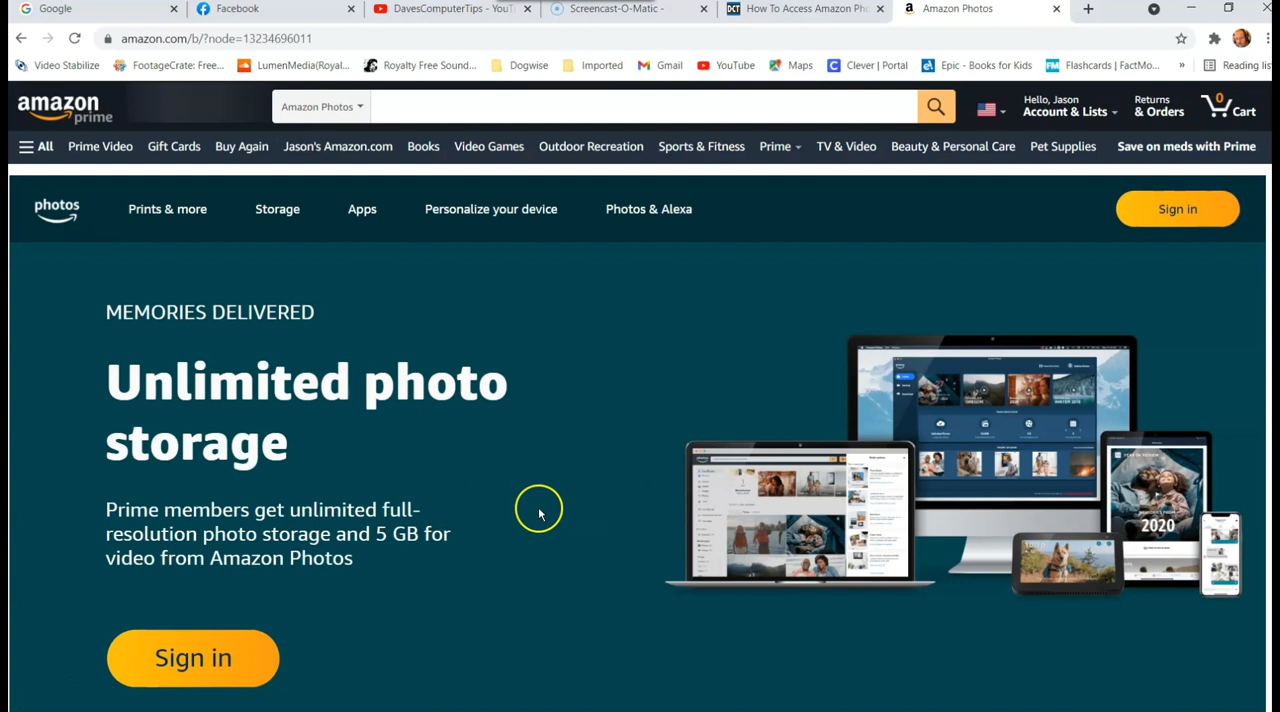 Google
Facebook
DavesComputerTips - YouT
Screencast-O-Matic -
DCT How To Access Amazon Ph
Amazon Photos
amazon.com/b/?node=13234696011
Video Stabilize
FootageCrate: Free...
LumenMedia(Royal...
Royalty Free Sound...
Dogwise
Imported
Gmail
YouTube
Maps
Clever | Portal
Epic - Books for Kids
FM Flashcards | FactMo...
»
Reading list
amazon prime
Amazon Photos
Hello, Jason
Account & Lists
Returns
& Orders
0
Cart
All
Prime Video
Gift Cards
Buy Again
Jason's Amazon.com
Books
Video Games
Outdoor Recreation
Sports & Fitness
Prime
TV & Video
Beauty & Personal Care
Pet Supplies
Save on meds with Prime
photos
Prints & more
Storage
Apps
Personalize your device
Photos & Alexa
Sign in
MEMORIES DELIVERED
Unlimited photo
storage
Prime members get unlimited full-
resolution photo storage and 5 GB for
video from Amazon Photos
Sign in
2020